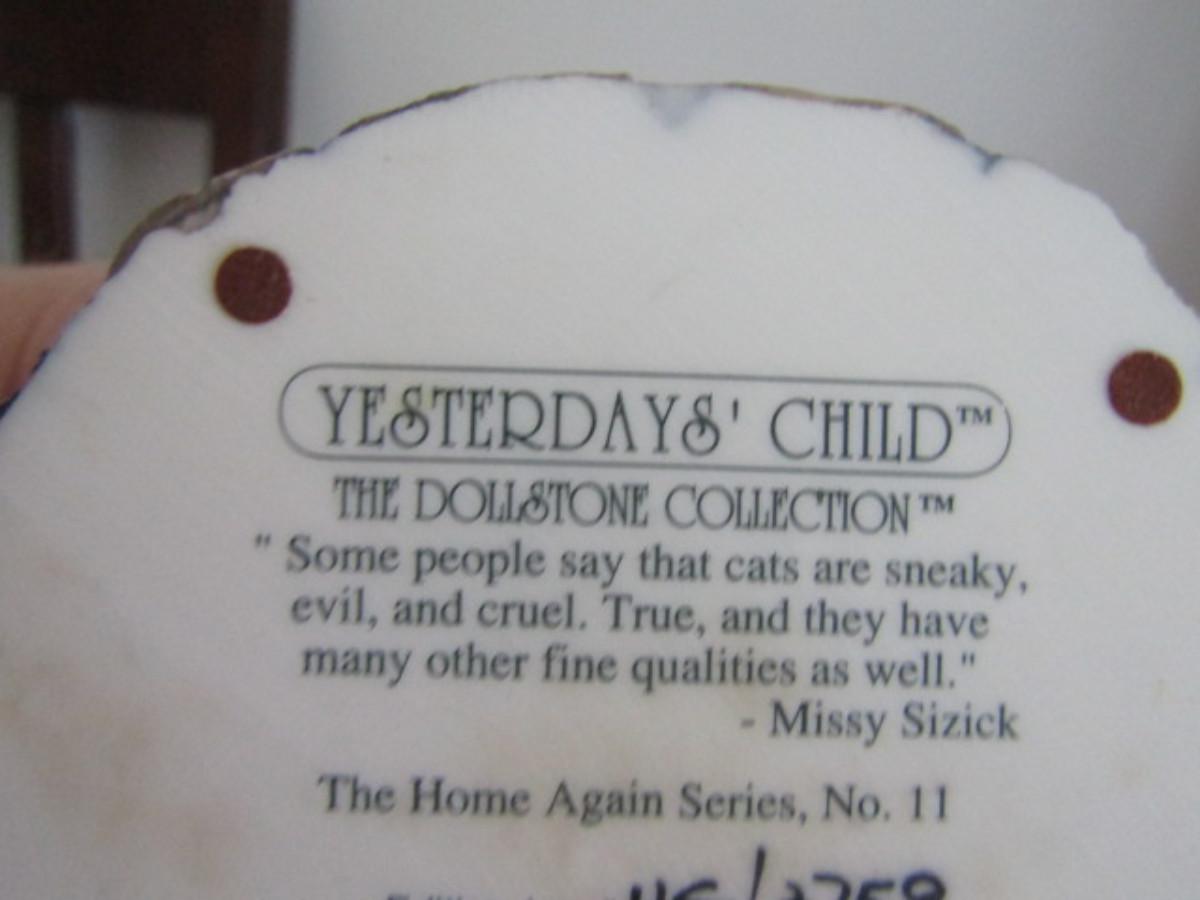 YESTERDAYS' CHILD™
THE DOLLSTONE COLLECTION™
" Some people say that cats are sneaky,
evil, and cruel. True, and they have
many other fine qualities as well."
- Missy Sizick
The Home Again Series, No. 11